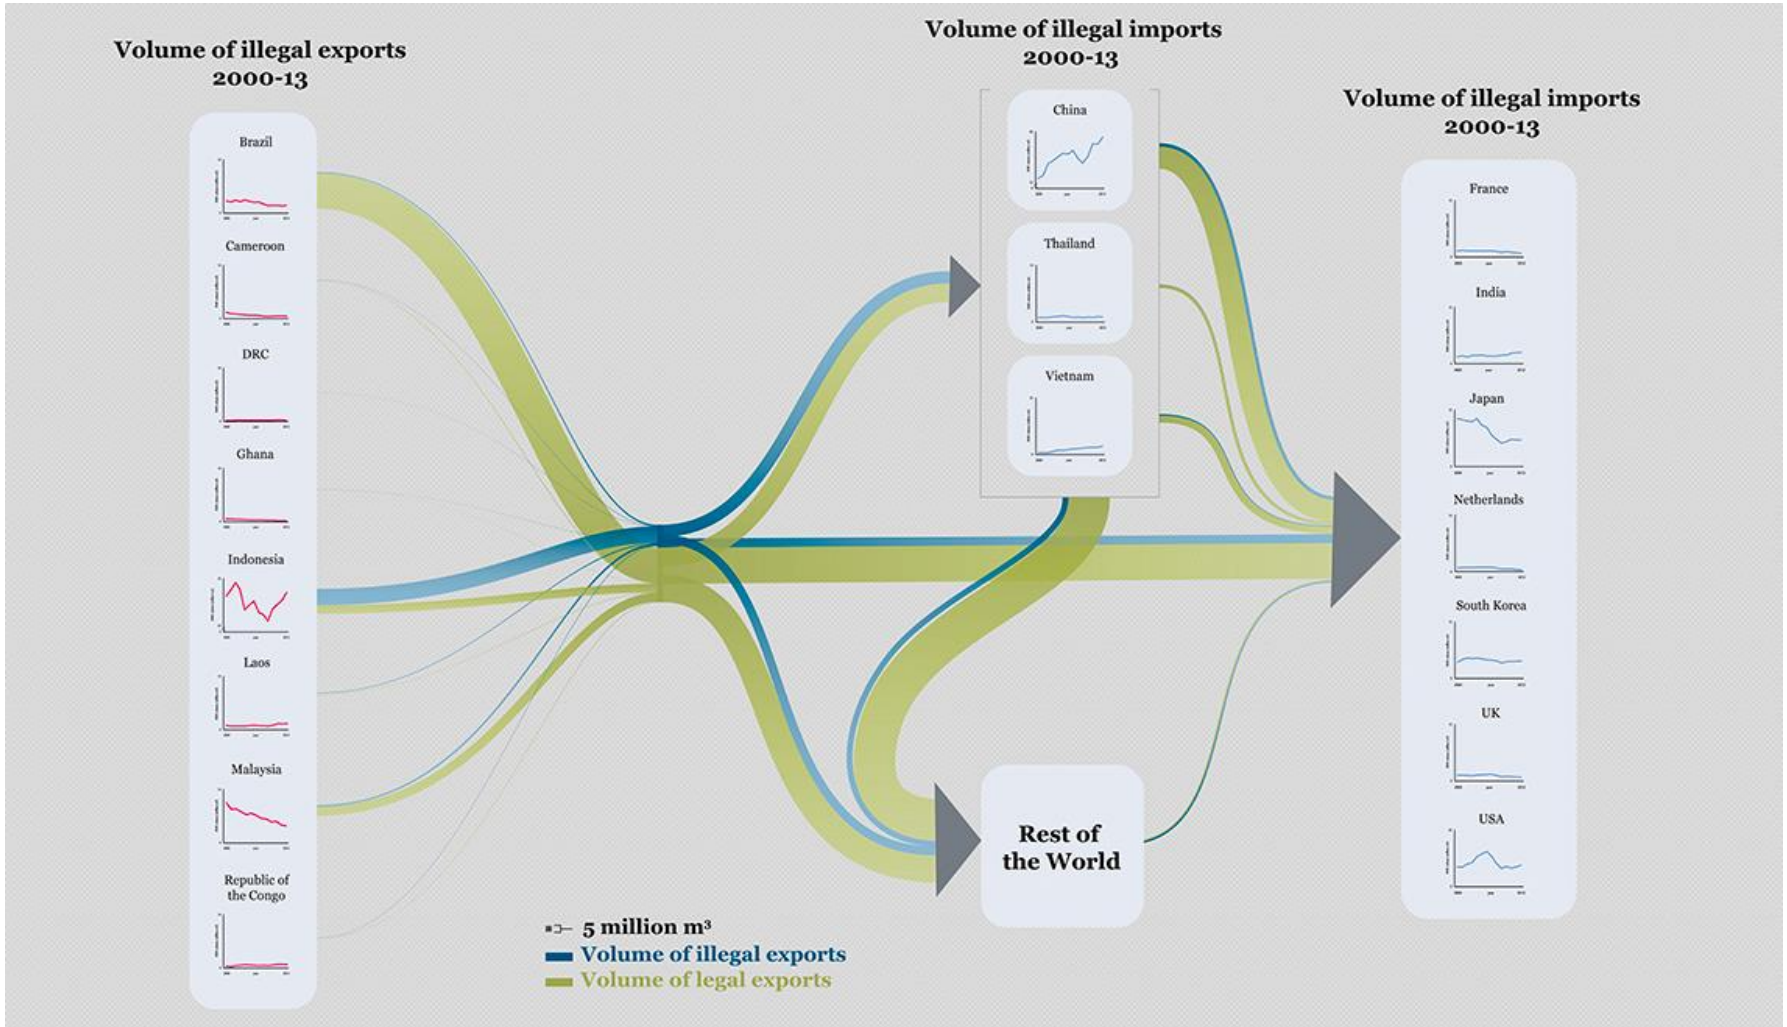 Volume of illegal exports
2000-13
Brazil
Cameroon
DRC
Ghana
Indonesia
Laos
Malaysia
Republic of
the Congo
Volume of illegal imports
2000-13
China
Thailand
Vietnam
Rest of
the World
Volume of illegal imports
2000-13
France
India
Japan
Netherlands
South Korea
UK
USA
5 million m³
Volume of illegal exports
Volume of legal exports